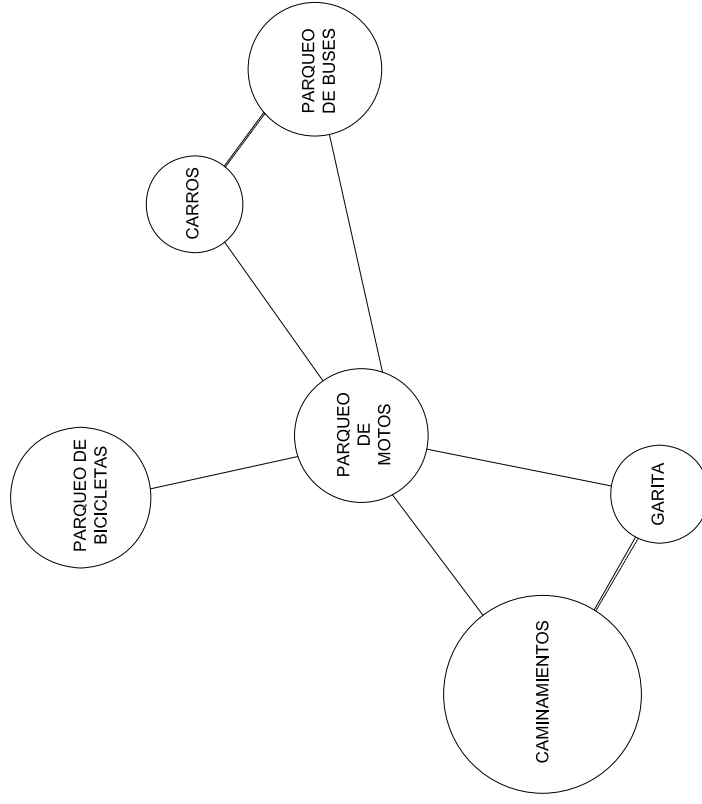 PARQUEO DE
BICICLETAS
CARROS
PARQUEO
DE BUSES
PARQUEO
DE
MOTOS
CAMINAMIENTOS
GARITA